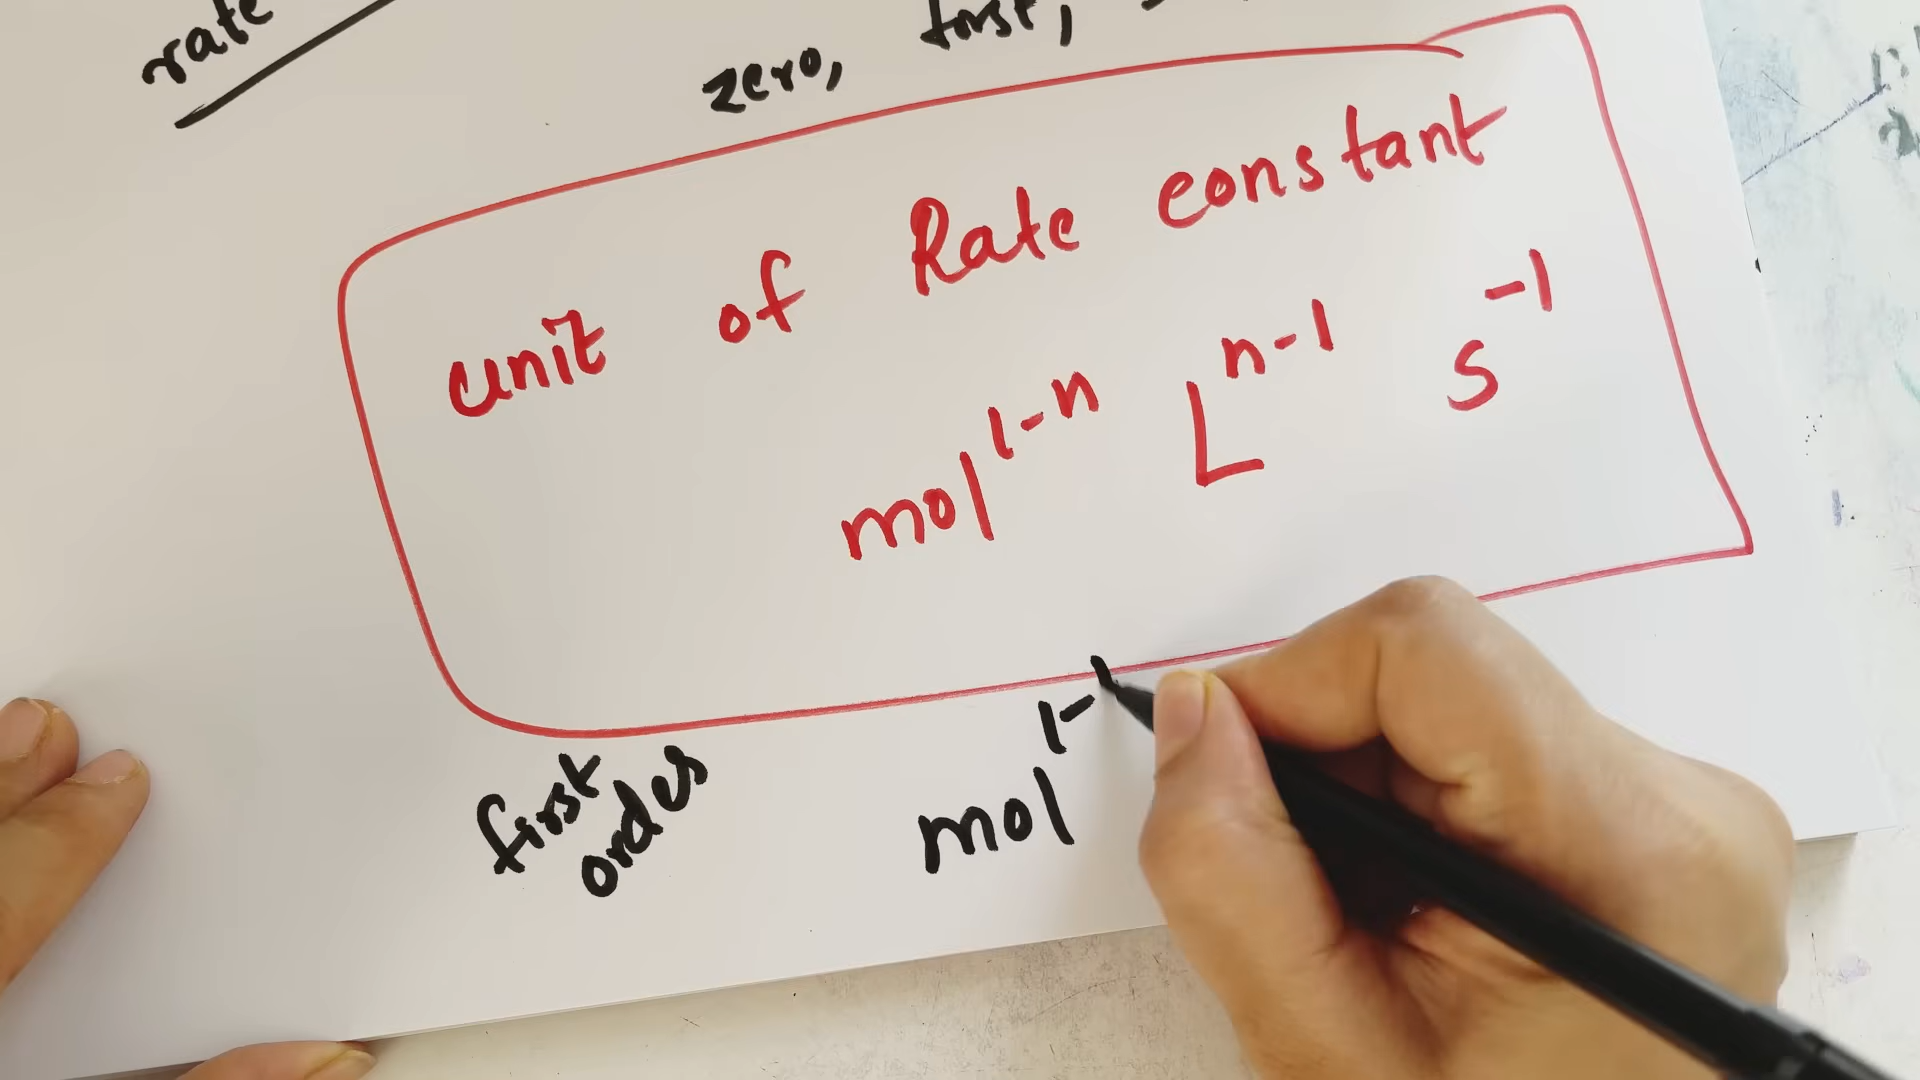 rate
zero, first,
unit of Rate constant
mol^1-n L^n-1 s^-1
first
order
mol^1-1